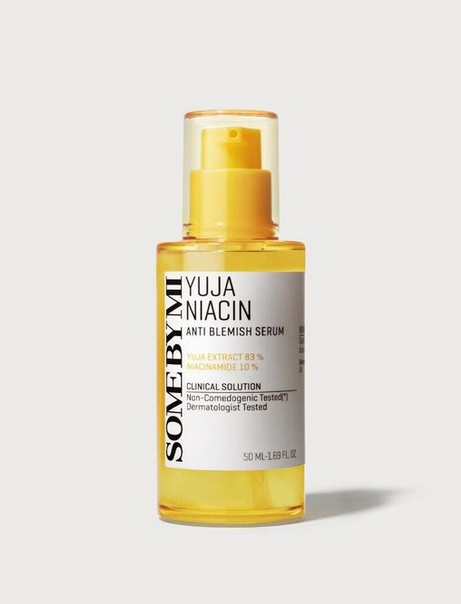 SOME BY MI
YUJA
NIACIN
ANTI BLEMISH SERUM
YUJA EXTRACT 83 %
NIACINAMIDE 10 %
CLINICAL SOLUTION
Non-Comedogenic Tested(*)
Dermatologist Tested
50 ML-1.69 FL OZ